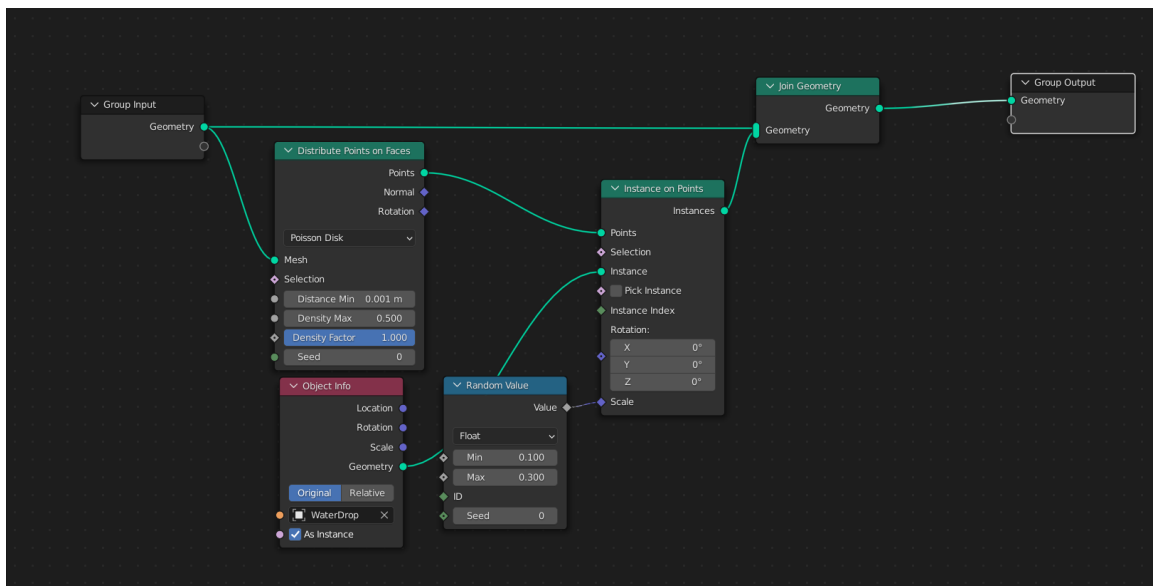 Group Input
Geometry
Distribute Points on Faces
Points
Normal
Rotation
Poisson Disk
Mesh
Selection
Distance Min 0.001 m
Density Max 0.500
Density Factor 1.000
Seed 0
Object Info
Location
Rotation
Scale
Geometry
Original Relative
WaterDrop
As Instance
Random Value
Value
Float
Min 0.100
Max 0.300
ID
Seed 0
Instance on Points
Instances
Points
Selection
Instance
Pick Instance
Instance Index
Rotation:
X 0°
Y 0°
Z 0°
Scale
Join Geometry
Geometry
Geometry
Group Output
Geometry